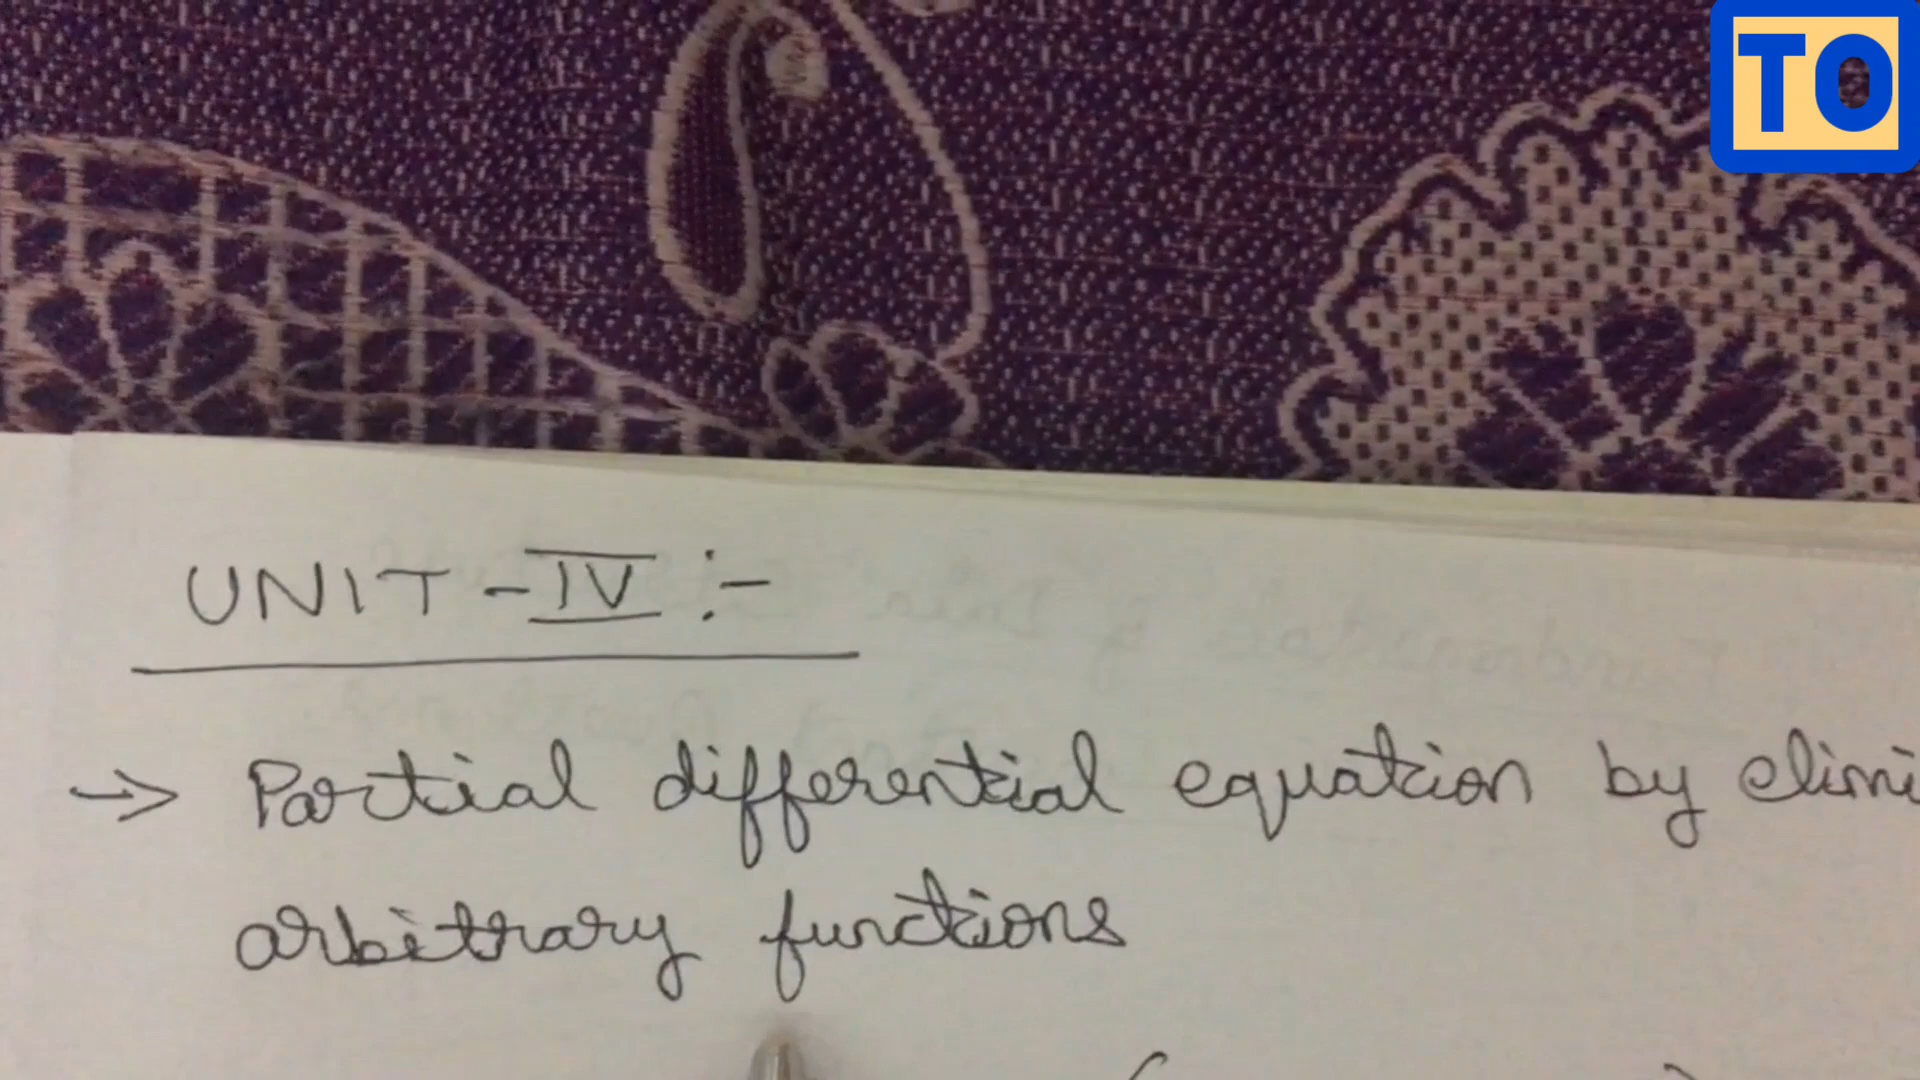 TO
UNIT - IV :-
→ Partial differential equation by elimi
arbitrary functions